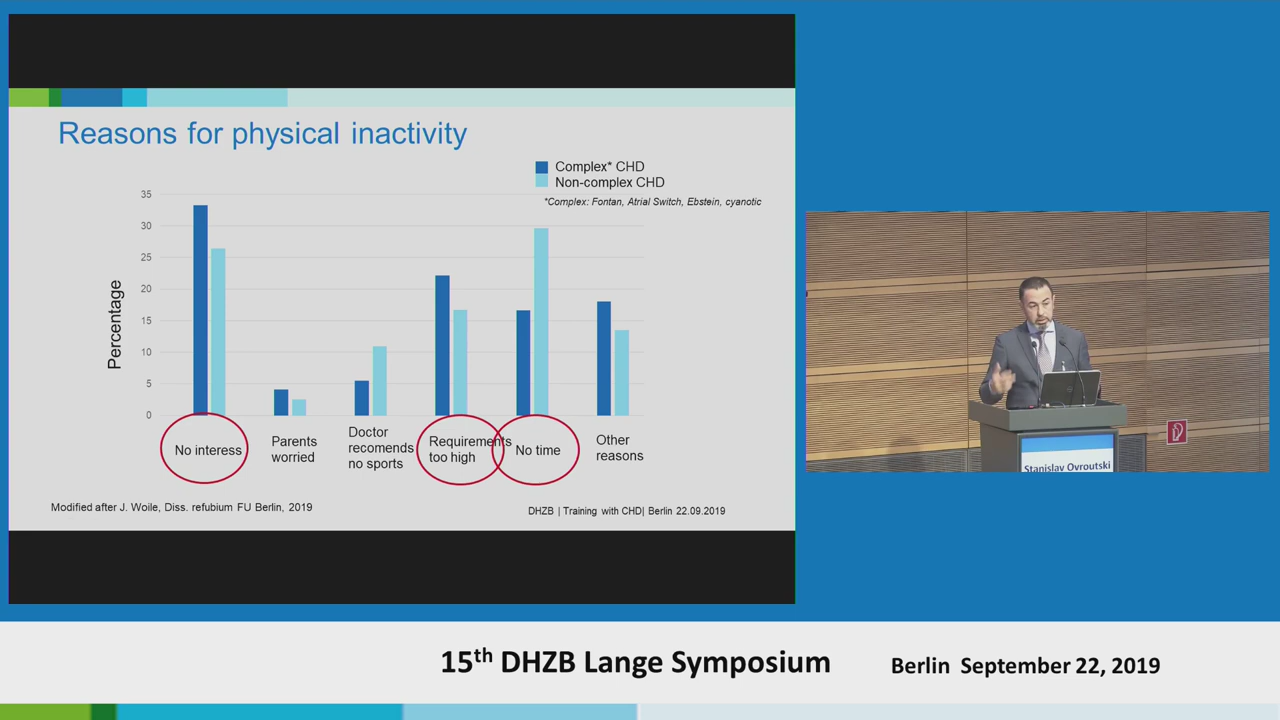 Reasons for physical inactivity
Complex* CHD
Non-complex CHD
*Complex: Fontan, Atrial Switch, Ebstein, cyanotic
Percentage
35
30
25
20
15
10
5
0
No interess
Parents
worried
Doctor
recomends
no sports
Requirements
too high
No time
Other
reasons
Modified after J. Woile, Diss. refubium FU Berlin, 2019
DHZB | Training with CHD| Berlin 22.09.2019
Stanislav Ovroutski
15th DHZB Lange Symposium
Berlin September 22, 2019